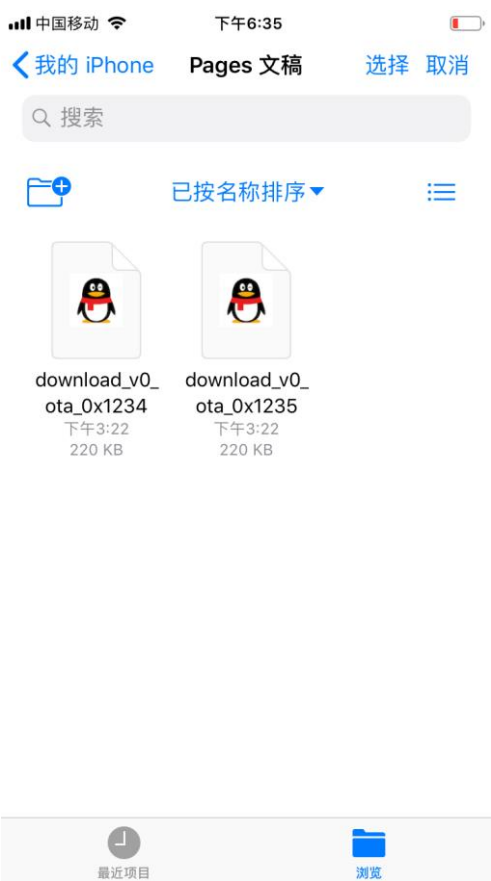 中国移动 下午6:35
我的 iPhone Pages 文稿 选择 取消
搜索
已按名称排序
download_v0_ download_v0_
ota_0x1234 ota_0x1235
下午3:22 下午3:22
220 KB 220 KB
最近项目 浏览